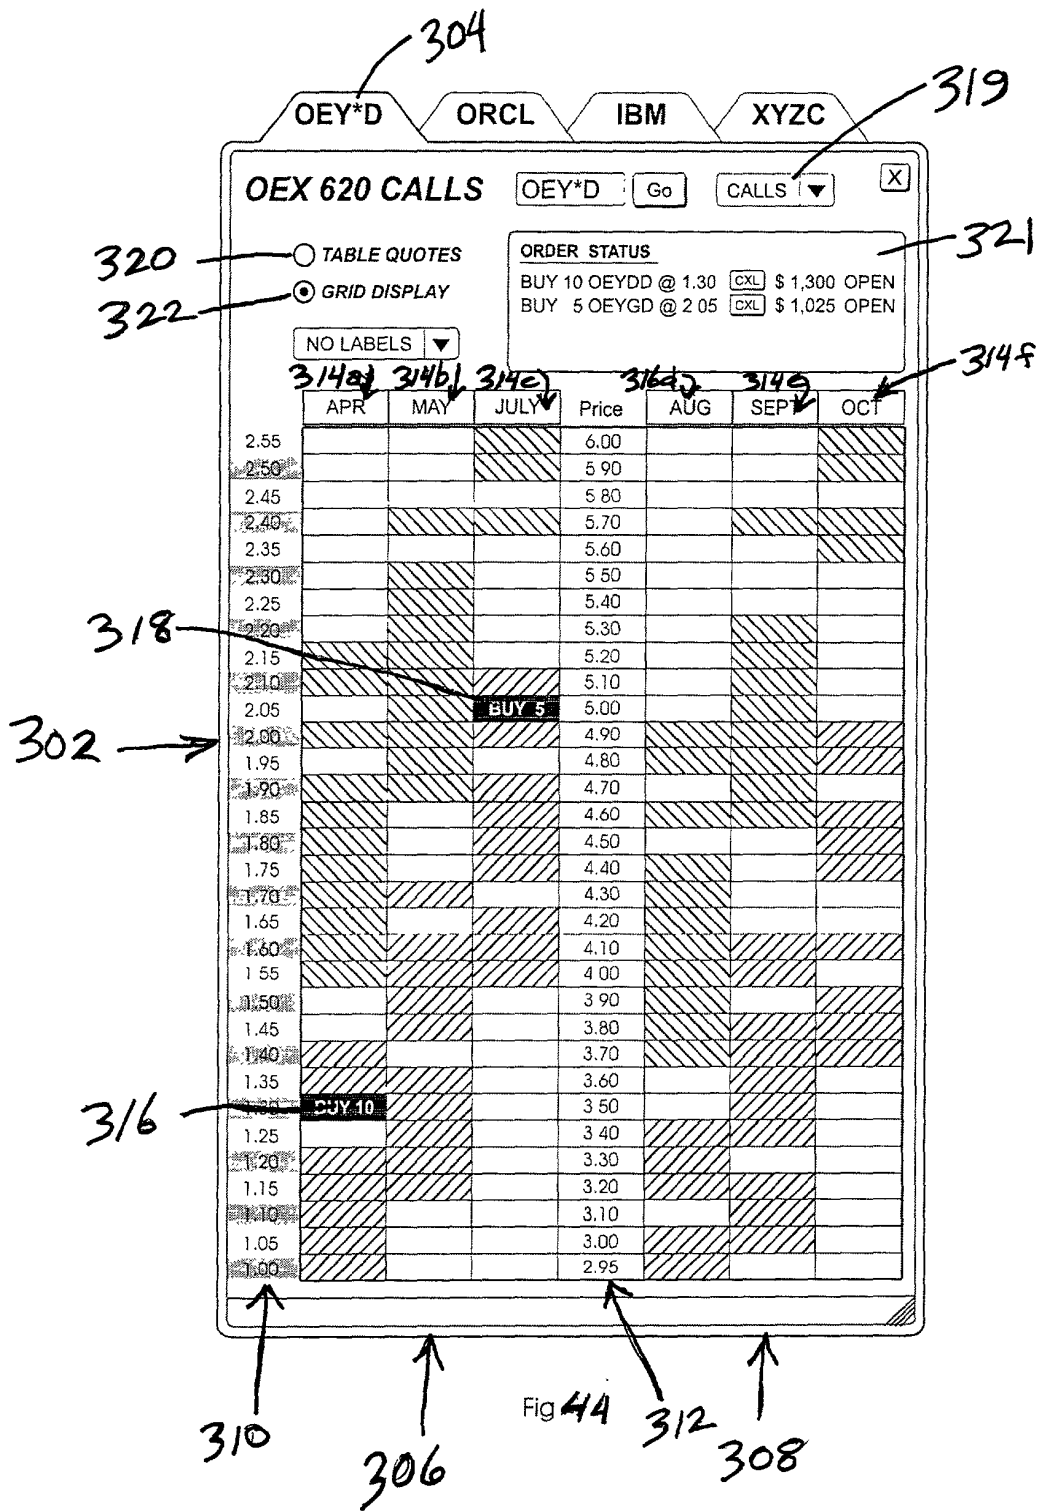 304
OEY*D ORCL IBM XYZC
319
OEX 620 CALLS OEY*D Go CALLS X
320 TABLE QUOTES
322 GRID DISPLAY
NO LABELS
ORDER STATUS 321
BUY 10 OEYDD @ 1.30 CXL $ 1,300 OPEN
BUY 5 OEYGD @ 2 05 CXL $ 1,025 OPEN
314a 314b 314c 316d 314e 314f
APR MAY JULY Price AUG SEPT OCT
2.55 6.00
2.50 5 90
2.45 5 80
2.40 5.70
2.35 5.60
2.30 5 50
2.25 5.40
2.20 5.30
318
2.15 5.20
2.10 5.10
2.05 BUY 5 5.00
302
2.00 4.90
1.95 4.80
1.90 4.70
1.85 4.60
1.80 4.50
1.75 4.40
1.70 4.30
1.65 4.20
1.60 4.10
1 55 4 00
1.50 3 90
1.45 3.80
1.40 3.70
1.35 3.60
316
1.30 BUY 10 3 50
1.25 3 40
1.20 3.30
1.15 3.20
1.10 3.10
1.05 3.00
1.00 2.95
Fig 44
310 306 312 308